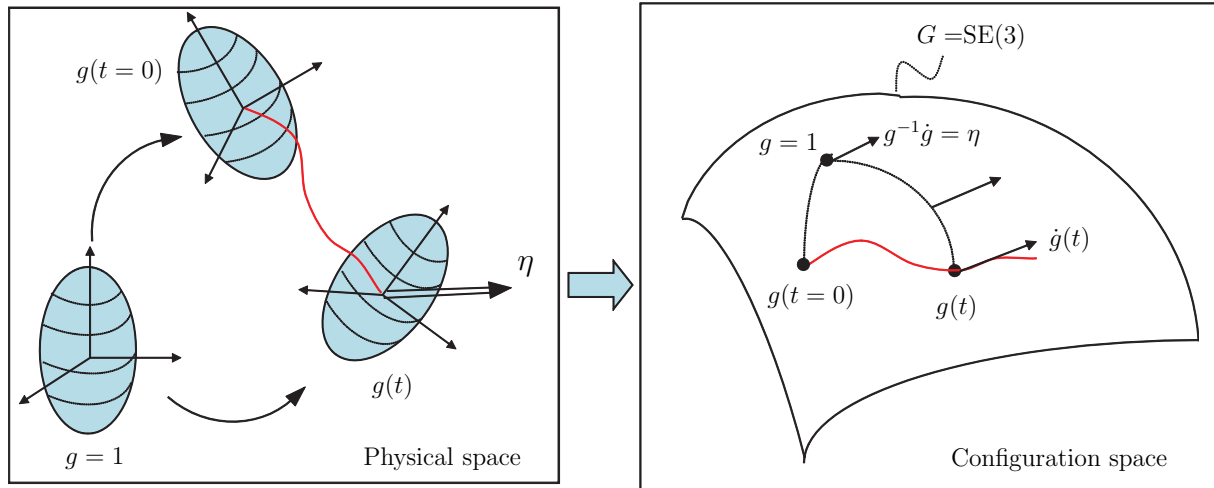 g(t = 0)
η
g(t)
g = 1
Physical space
G =SE(3)
g = 1
g⁻¹ġ = η
ġ(t)
g(t = 0)
g(t)
Configuration space